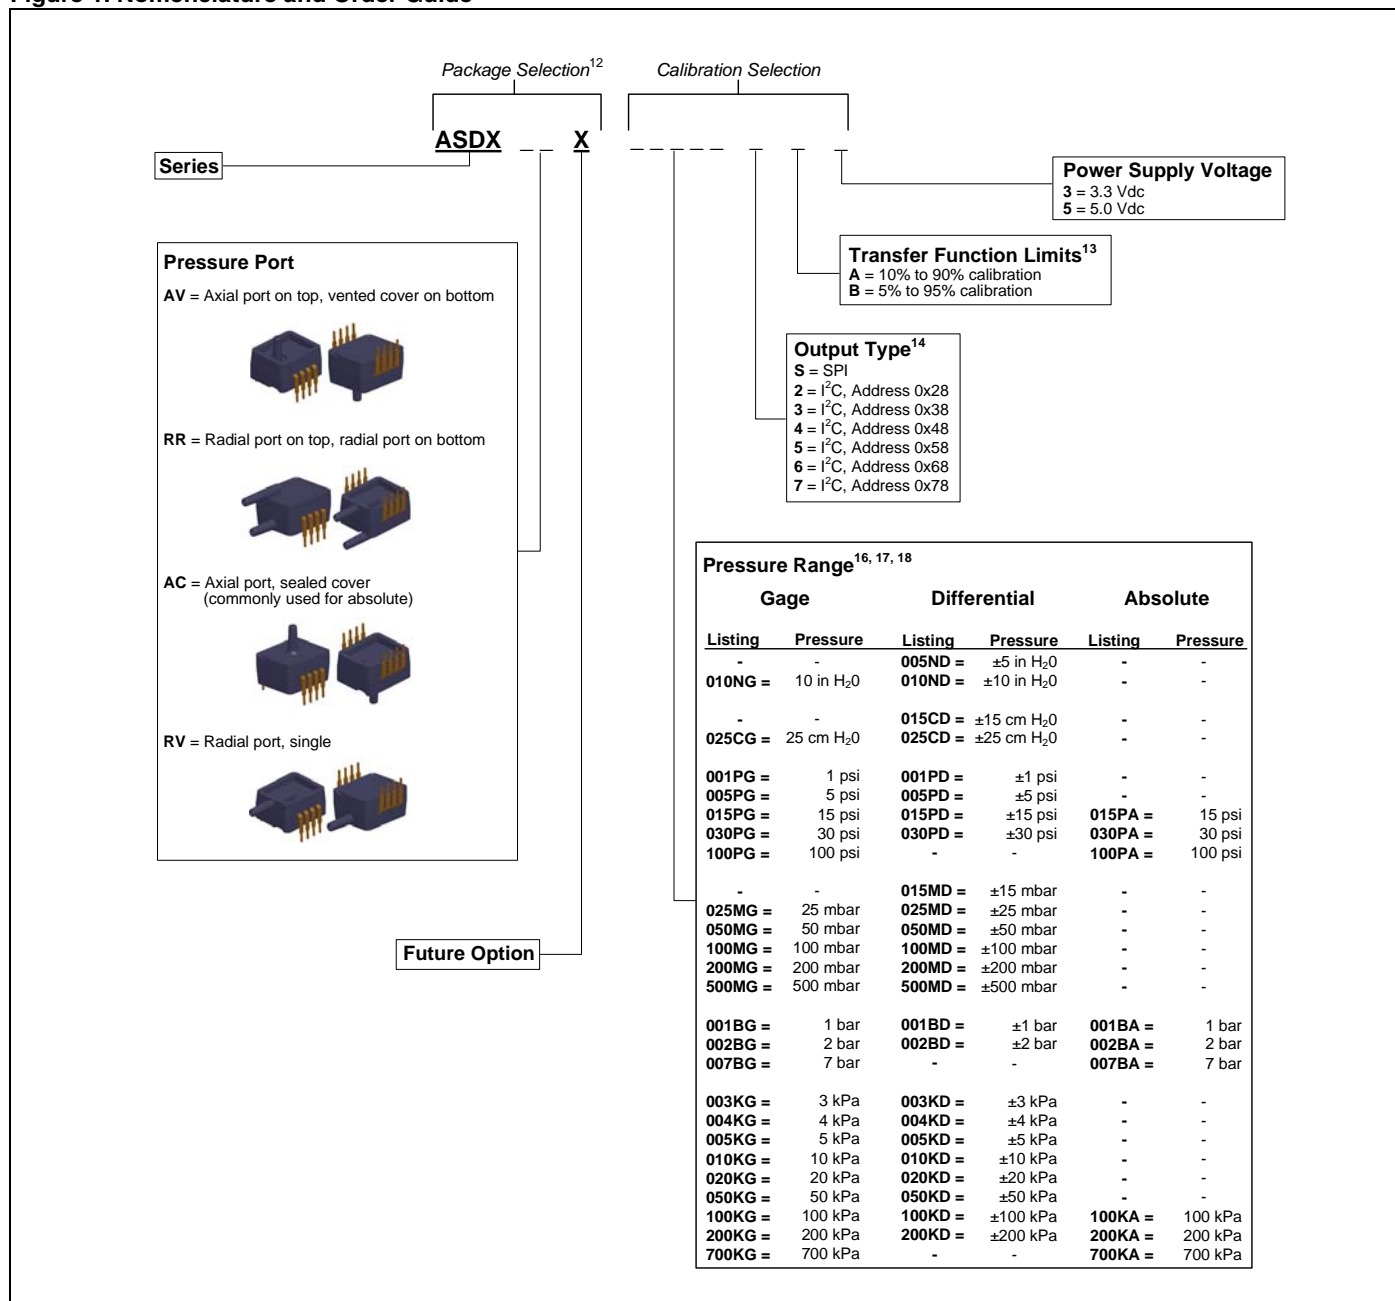 Figure 1. Nomenclature and Order Guide
Package Selection12
Calibration Selection
ASDX _ _ X _ _ _ _ _ _ _ _
Series
Power Supply Voltage
3 = 3.3 Vdc
5 = 5.0 Vdc
Transfer Function Limits13
A = 10% to 90% calibration
B = 5% to 95% calibration
Output Type14
S = SPI
2 = I2C, Address 0x28
3 = I2C, Address 0x38
4 = I2C, Address 0x48
5 = I2C, Address 0x58
6 = I2C, Address 0x68
7 = I2C, Address 0x78
Pressure Port
AV = Axial port on top, vented cover on bottom
RR = Radial port on top, radial port on bottom
AC = Axial port, sealed cover
(commonly used for absolute)
RV = Radial port, single
Future Option
Pressure Range16, 17, 18
Gage Differential Absolute
Listing Pressure Listing Pressure Listing Pressure
- - 005ND = ±5 in H20 - -
010NG = 10 in H20 010ND = ±10 in H20 - -
- - 015CD = ±15 cm H20 - -
025CG = 25 cm H20 025CD = ±25 cm H20 - -
001PG = 1 psi 001PD = ±1 psi - -
005PG = 5 psi 005PD = ±5 psi - -
015PG = 15 psi 015PD = ±15 psi 015PA = 15 psi
030PG = 30 psi 030PD = ±30 psi 030PA = 30 psi
100PG = 100 psi - - 100PA = 100 psi
- - 015MD = ±15 mbar - -
025MG = 25 mbar 025MD = ±25 mbar - -
050MG = 50 mbar 050MD = ±50 mbar - -
100MG = 100 mbar 100MD = ±100 mbar - -
200MG = 200 mbar 200MD = ±200 mbar - -
500MG = 500 mbar 500MD = ±500 mbar - -
001BG = 1 bar 001BD = ±1 bar 001BA = 1 bar
002BG = 2 bar 002BD = ±2 bar 002BA = 2 bar
007BG = 7 bar - - 007BA = 7 bar
003KG = 3 kPa 003KD = ±3 kPa - -
004KG = 4 kPa 004KD = ±4 kPa - -
005KG = 5 kPa 005KD = ±5 kPa - -
010KG = 10 kPa 010KD = ±10 kPa - -
020KG = 20 kPa 020KD = ±20 kPa - -
050KG = 50 kPa 050KD = ±50 kPa - -
100KG = 100 kPa 100KD = ±100 kPa 100KA = 100 kPa
200KG = 200 kPa 200KD = ±200 kPa 200KA = 200 kPa
700KG = 700 kPa - - 700KA = 700 kPa